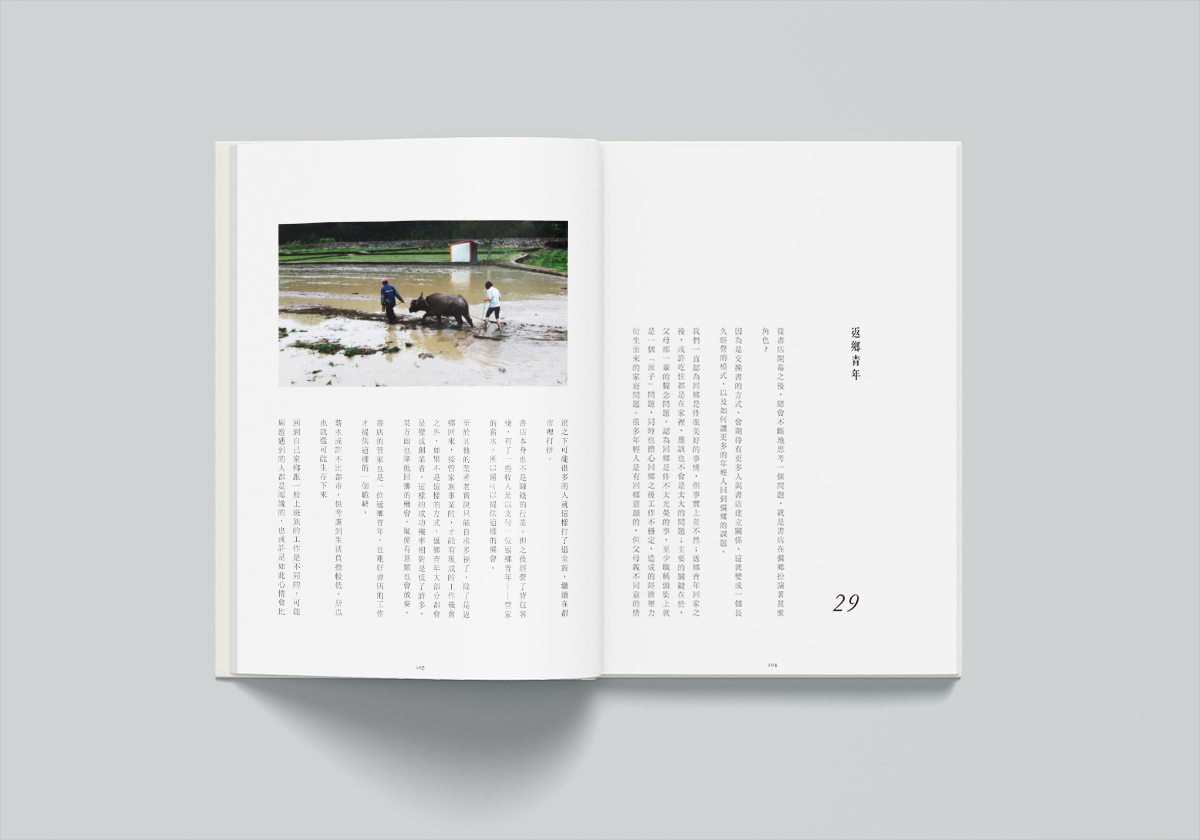 返鄉青年
29
從書店開幕之後，總會不斷地思考一個問題，就是書店在偏鄉扮演著甚麼
角色？
因為是交換書的方式，會期待有更多人與書店建立關係，這就變成一個長
久經營的模式，以及如何讓更多的年輕人回到偏鄉的課題。
我們一直認為回鄉是件很美好的事情，但事實上並不然；返鄉青年回家之
後，或許吃住都是在家裡，應該也不會是太大的問題；主要的關鍵在於，
父母那一輩的觀念問題，認為回鄉是件不太光榮的事，至少職稱頭銜上就
是一個「面子」問題，同時也擔心回鄉之後工作不穩定，造成的經濟壓力
衍生出來的家庭問題。很多年輕人是有回鄉意願的，但父母親不同意的情
況之下可能很多的人就這樣打了退堂鼓，繼續在都
市裡打拼。
書店本身也不是賺錢的行業，但之後經營了背包客
棧，有了一些收入足以支付一位返鄉青年——管家
的薪水，所以還可以提供這樣的機會。
至於其他的業者老實說只能自求多福了，除了是返
鄉回來，接管家族事業的，才能有現成的工作機會
之外，如果不是這樣的方式，返鄉青年大部分都會
是變成創業者，這樣的成功機率相對是低了許多，
某方面也降低回鄉的機會，縱使有意願也會放棄。
書店的管家也是一位返鄉青年，也剛好書店的工作
才提供這樣的一個職缺，
薪水或許不比都市，但考慮到生活負擔較低，所以
也就盡可能生存下來
回到自己家鄉跟一般上班族的工作是不同的，可能
周遭遇到的人都是認識的，也或許是如此心情會比
104
105